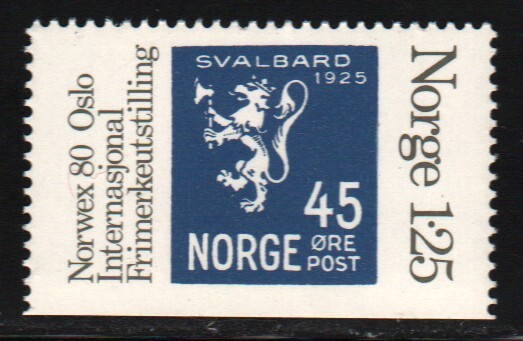 Norwex 80 Oslo
Internasjonal
Frimerkeutstilling
SVALBARD
1925
45
NORGE ØRE
POST
Norge 1·25